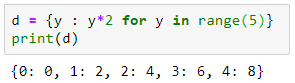 d = {y : y*2 for y in range(5)}
print(d)
{0: 0, 1: 2, 2: 4, 3: 6, 4: 8}